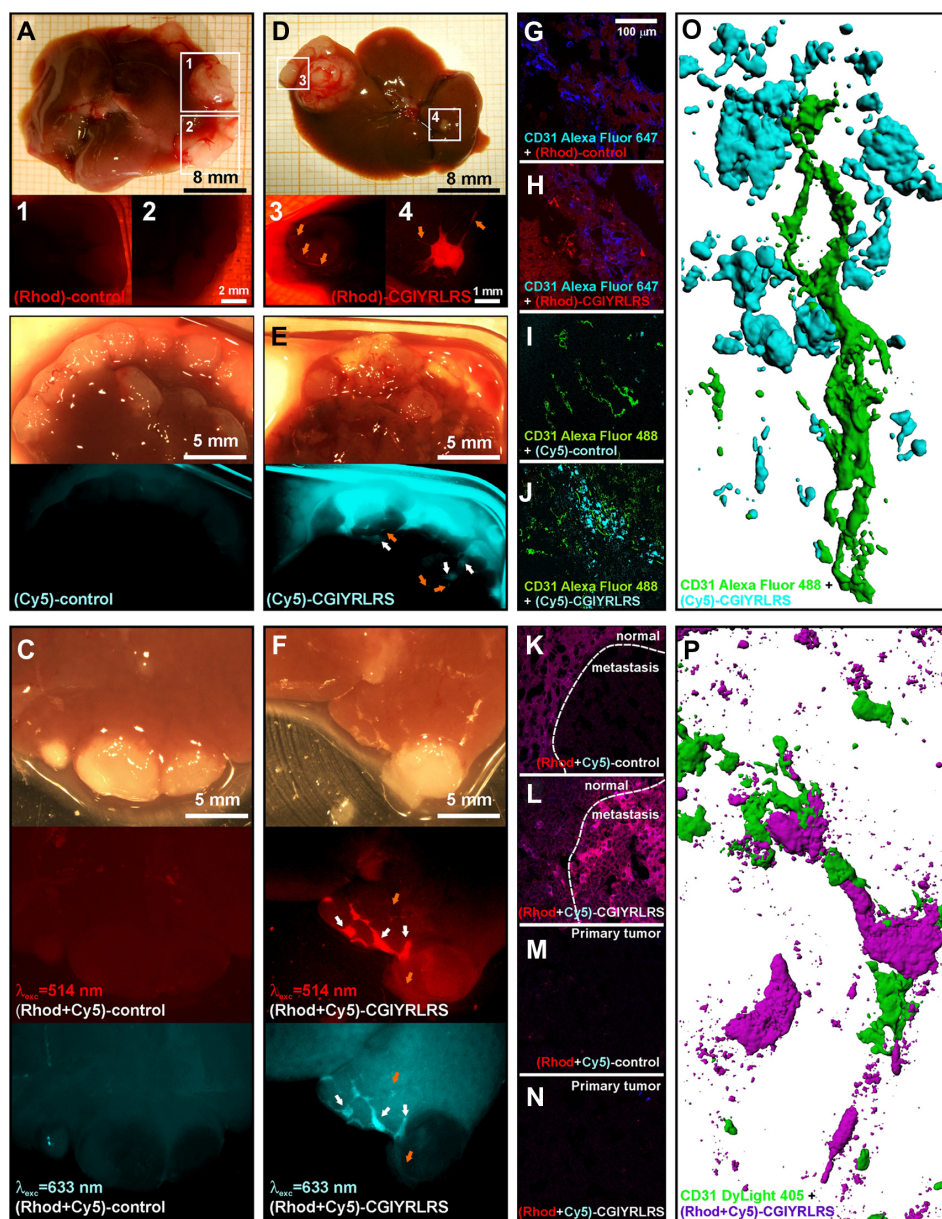 A
1
2
8 mm
1
2
(Rhod)-control
2 mm
D
3
4
8 mm
3
4
(Rhod)-CGIYRLRS
1 mm
5 mm
(Cy5)-control
E
5 mm
(Cy5)-CGIYRLRS
C
5 mm
λexc=514 nm
(Rhod+Cy5)-control
λexc=633 nm
(Rhod+Cy5)-control
F
5 mm
λexc=514 nm
(Rhod+Cy5)-CGIYRLRS
λexc=633 nm
(Rhod+Cy5)-CGIYRLRS
G
100 μm
CD31 Alexa Fluor 647
+ (Rhod)-control
H
CD31 Alexa Fluor 647
+ (Rhod)-CGIYRLRS
I
CD31 Alexa Fluor 488
+ (Cy5)-control
J
CD31 Alexa Fluor 488
+ (Cy5)-CGIYRLRS
K
normal
metastasis
(Rhod+Cy5)-control
L
normal
metastasis
(Rhod+Cy5)-CGIYRLRS
Primary tumor
M
(Rhod+Cy5)-control
Primary tumor
N
(Rhod+Cy5)-CGIYRLRS
O
CD31 Alexa Fluor 488 +
(Cy5)-CGIYRLRS
P
CD31 DyLight 405 +
(Rhod+Cy5)-CGIYRLRS